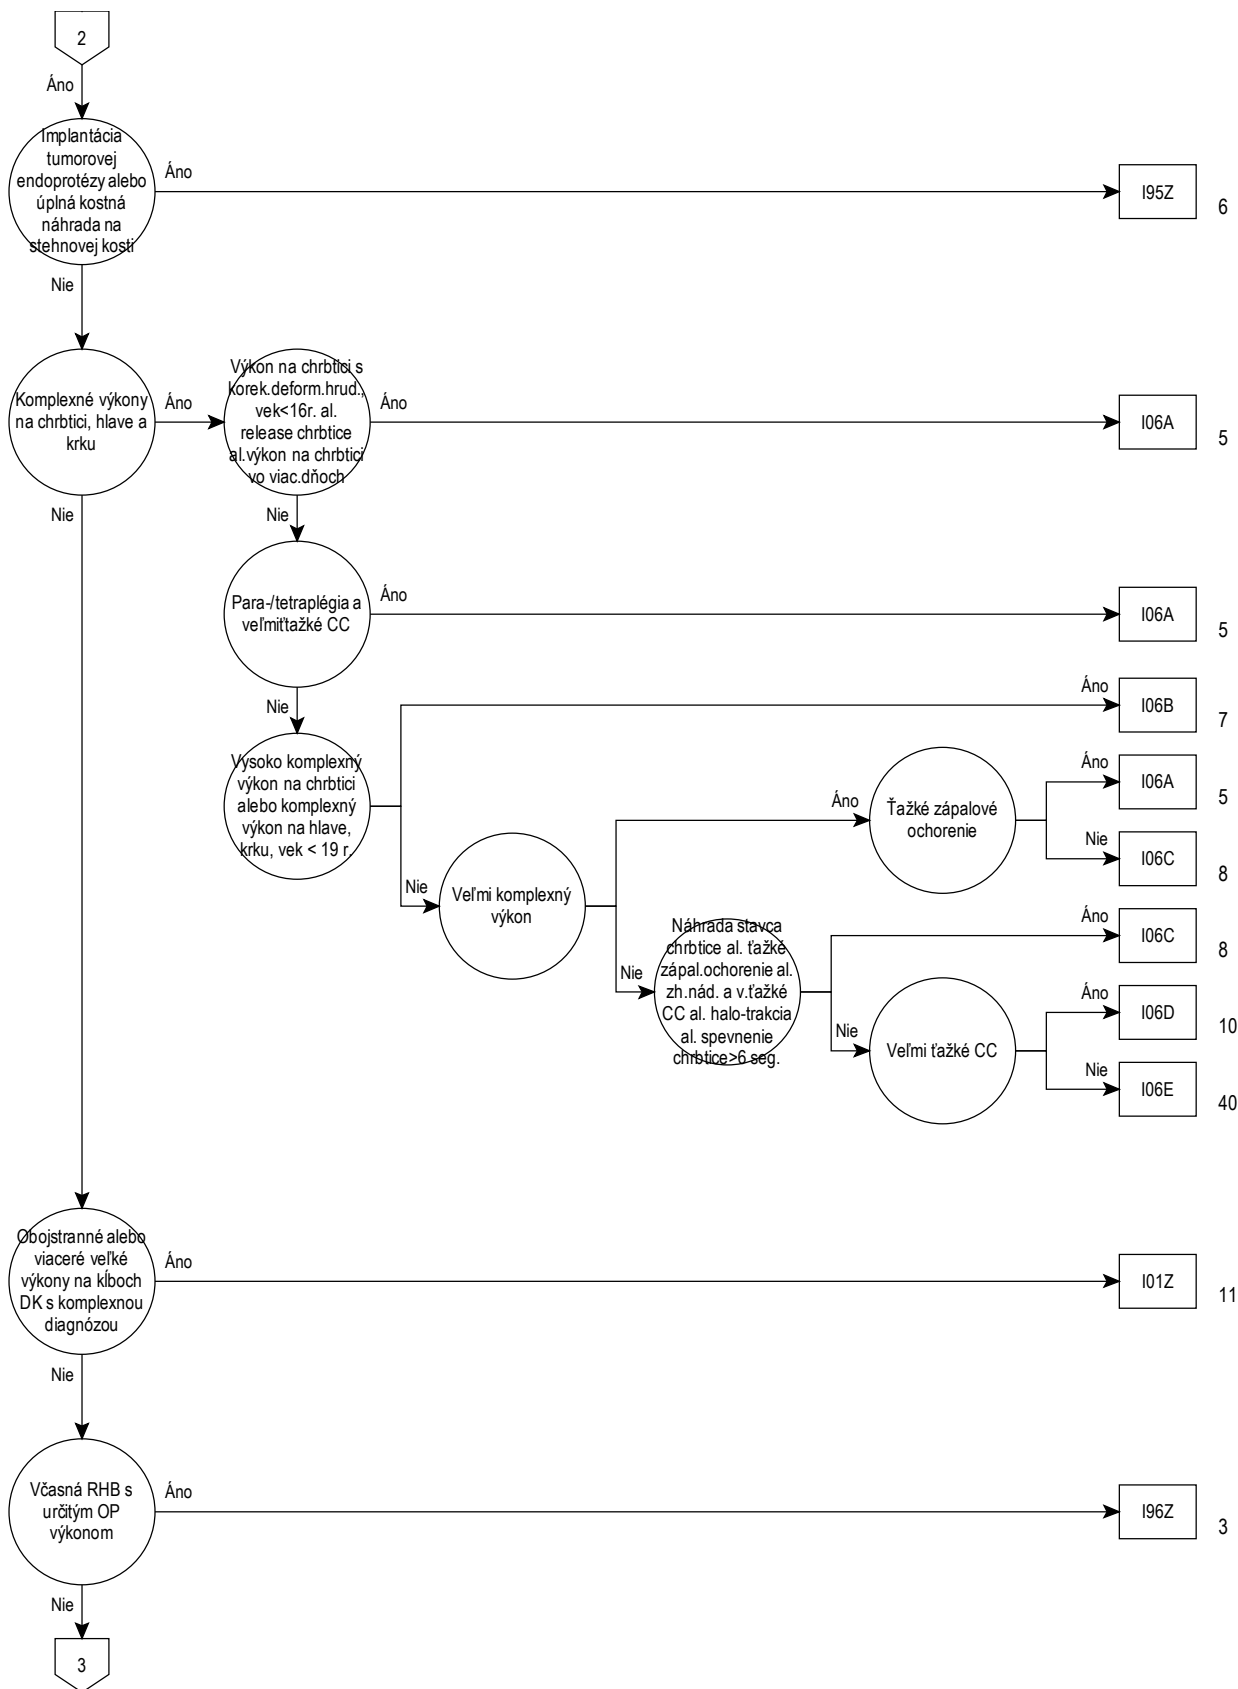 2
Áno
Implantácia
tumorovej
endoprotézy alebo
úplná kostná
náhrada na
stehnovej kosti
Áno
I95Z
6
Nie
Komplexné výkony
na chrbtici, hlave a
krku
Áno
Výkon na chrbtici s
korek.deform.hrud.,
vek<16r. al.
release chrbtice
al.výkon na chrbtici
vo viac.dňoch
Áno
I06A
5
Nie
Nie
Para-/tetraplégia a
veľmiťtažké CC
Áno
I06A
5
Nie
Vysoko komplexný
výkon na chrbtici
alebo komplexný
výkon na hlave,
krku, vek < 19 r.
Áno
I06B
7
Nie
Veľmi komplexný
výkon
Áno
Ťažké zápalové
ochorenie
Áno
I06A
5
Nie
I06C
8
Nie
Náhrada stavca
chrbtice al. ťažké
zápal.ochorenie al.
zh.nád. a v.ťažké
CC al. halo-trakcia
al. spevnenie
chrbtice>6 seg.
Áno
I06C
8
Nie
Veľmi ťažké CC
Áno
I06D
10
Nie
I06E
40
Obojstranné alebo
viaceré veľké
výkony na kĺboch
DK s komplexnou
diagnózou
Áno
I01Z
11
Nie
Včasná RHB s
určitým OP
výkonom
Áno
I96Z
3
Nie
3